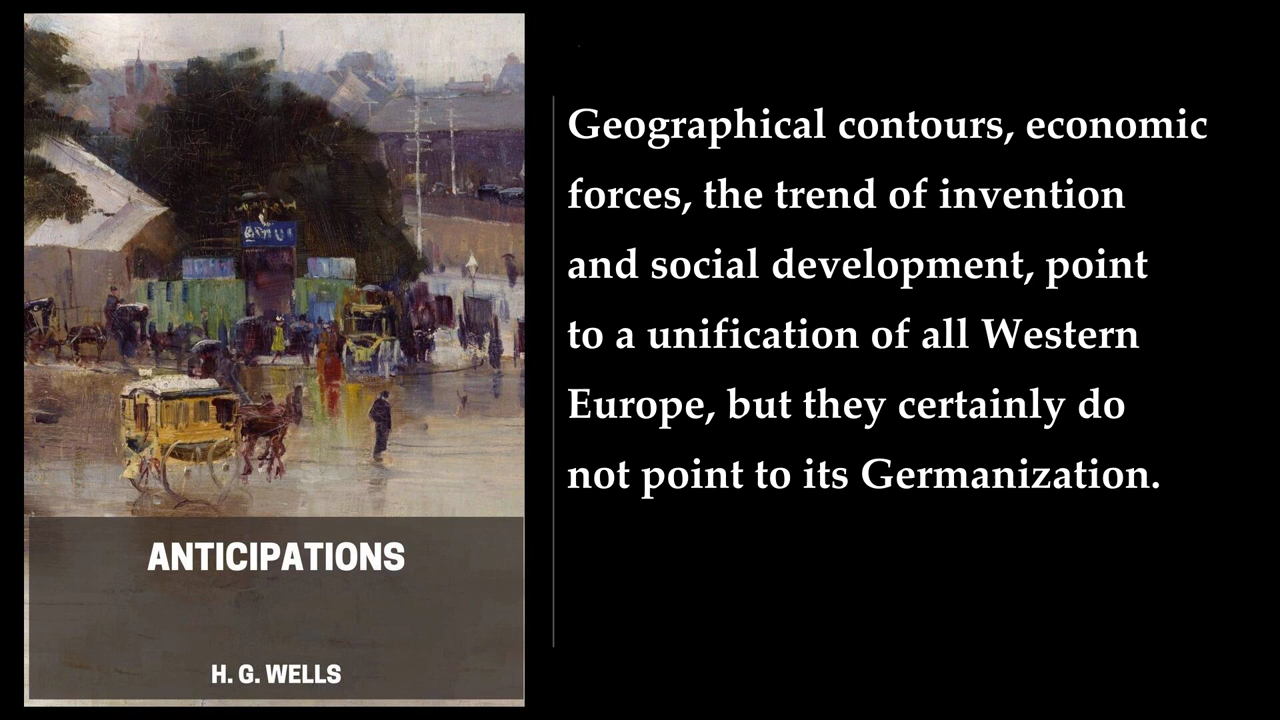 ANTICIPATIONS
H. G. WELLS
Geographical contours, economic
forces, the trend of invention
and social development, point
to a unification of all Western
Europe, but they certainly do
not point to its Germanization.